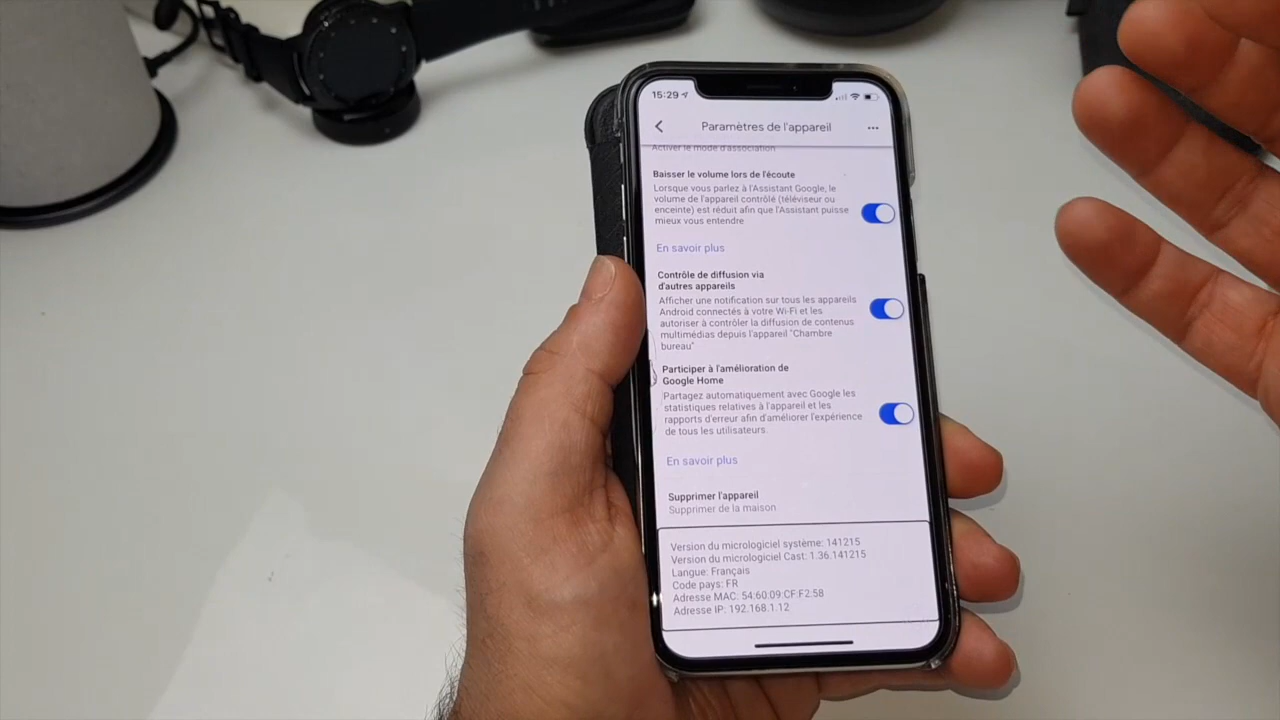 15:29
Paramètres de l'appareil
Activer le mode d'association
Baisser le volume lors de l'écoute
Lorsque vous parlez à l'Assistant Google, le
volume de l'appareil contrôlé (téléviseur ou
enceinte) est réduit afin que l'Assistant puisse
mieux vous entendre
En savoir plus
Contrôle de diffusion via
d'autres appareils
Afficher une notification sur tous les appareils
Android connectés à votre Wi-Fi et les
autoriser à contrôler la diffusion de contenus
multimédias depuis l'appareil "Chambre
bureau"
Participer à l'amélioration de
Google Home
Partagez automatiquement avec Google les
statistiques relatives à l'appareil et les
rapports d'erreur afin d'améliorer l'expérience
de tous les utilisateurs.
En savoir plus
Supprimer l'appareil
Supprimer de la maison
Version du micrologiciel système: 141215
Version du micrologiciel Cast: 1.36.141215
Langue: Français
Code pays: FR
Adresse MAC: 54:60:09:CF:F2:58
Adresse IP: 192.168.1.12